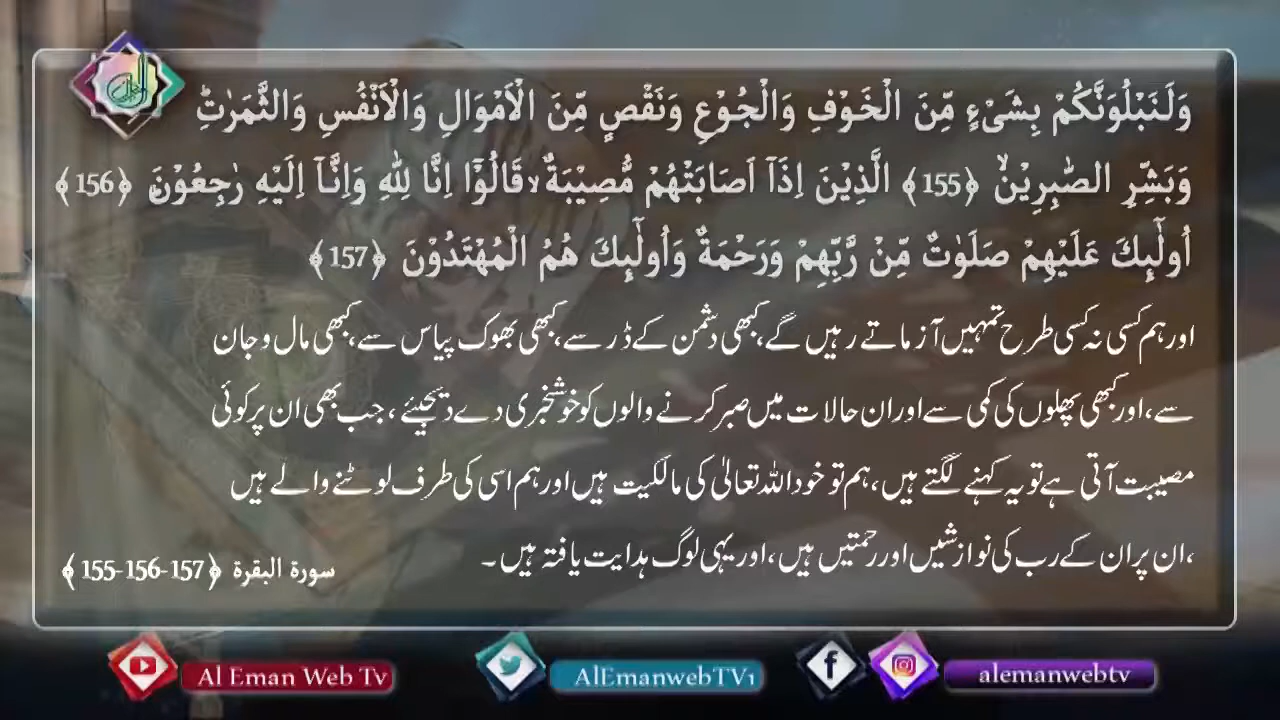 وَلَنَبْلُوَنَّكُمْ بِشَیْءٍ مِّنَ الْخَوْفِ وَالْجُوْعِ وَنَقْصٍ مِّنَ الْاَمْوَالِ وَالْاَنْفُسِ وَالثَّمَرٰتِؕ
وَبَشِّرِ الصّٰبِرِیْنَۙ ﴿155﴾ الَّذِیْنَ اِذَاۤ اَصَابَتْهُمْ مُّصِیْبَةٌۙ قَالُوْۤا اِنَّا لِلّٰهِ وَاِنَّاۤ اِلَیْهِ رٰجِعُوْنَؕ ﴿156﴾
اُولٰٓىِٕكَ عَلَیْهِمْ صَلَوٰتٌ مِّنْ رَّبِّهِمْ وَرَحْمَةٌ وَاُولٰٓىِٕكَ هُمُ الْمُهْتَدُوْنَ ﴿157﴾
اور ہم کسی نہ کسی طرح تمہیں آزماتے رہیں گے، کبھی دشمن کے ڈر سے، کبھی بھوک پیاس سے، کبھی مال و جان
سے، اور کبھی پھلوں کی کمی سے اور ان حالات میں صبر کرنے والوں کو خوشخبری دے دیجیئے، جب بھی ان پر کوئی
مصیبت آتی ہے تو یہ کہنے لگتے ہیں، ہم تو خود اللہ تعالیٰ کی مالکیت ہیں اور ہم اسی کی طرف لوٹنے والے ہیں
، ان پر ان کے رب کی نوازشیں اور رحمتیں ہیں، اور یہی لوگ ہدایت یافتہ ہیں۔
سورۃ البقرۃ ﴿155-156-157﴾
Al Eman Web Tv
AlEmanwebTV1
alemanwebtv